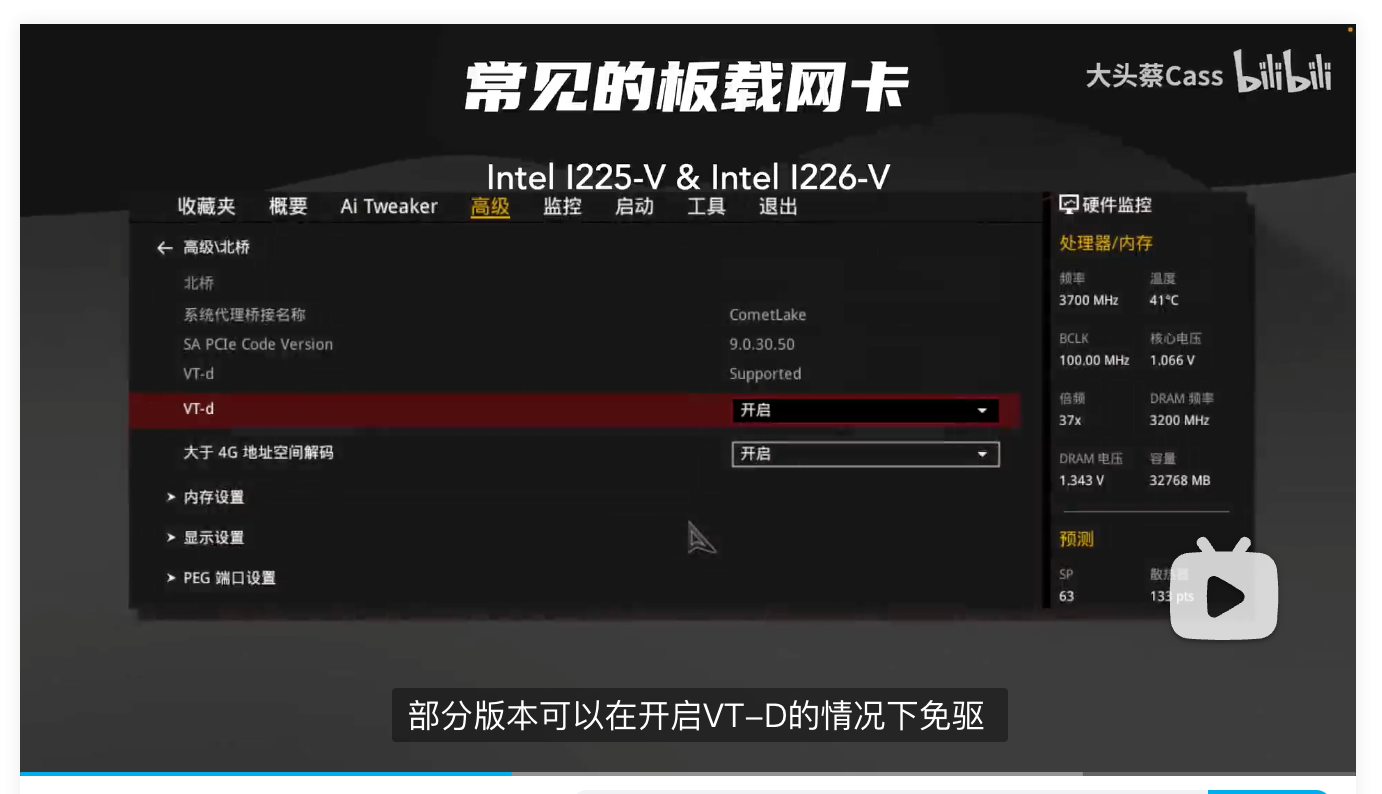 常见的板载网卡
大头蔡Cass bilibili
Intel I225-V & Intel I226-V
收藏夹 概要 Ai Tweaker 高级 监控 启动 工具 退出
硬件监控
← 高级\北桥
处理器/内存
北桥
频率 温度
3700 MHz 41°C
系统代理桥接名称 CometLake
SA PCIe Code Version 9.0.30.50
BCLK 核心电压
100.00 MHz 1.066 V
VT-d Supported
VT-d 开启
倍频 DRAM 频率
37x 3200 MHz
大于 4G 地址空间解码 开启
DRAM 电压 容量
1.343 V 32768 MB
> 内存设置
> 显示设置
预测
> PEG 端口设置
SP 散热器
63 133 pts
部分版本可以在开启VT-D的情况下免驱